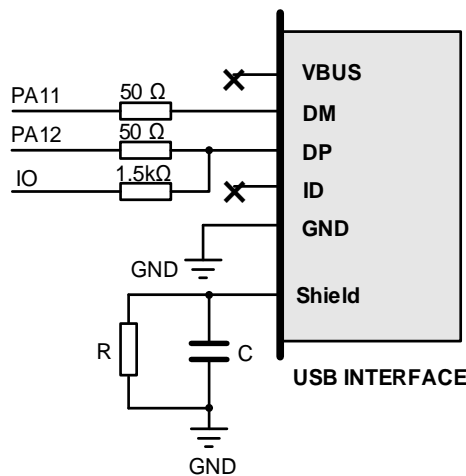 VBUS
PA11
50 Ω
DM
PA12
50 Ω
DP
IO
1.5kΩ
ID
GND
GND
Shield
R
C
USB INTERFACE
GND